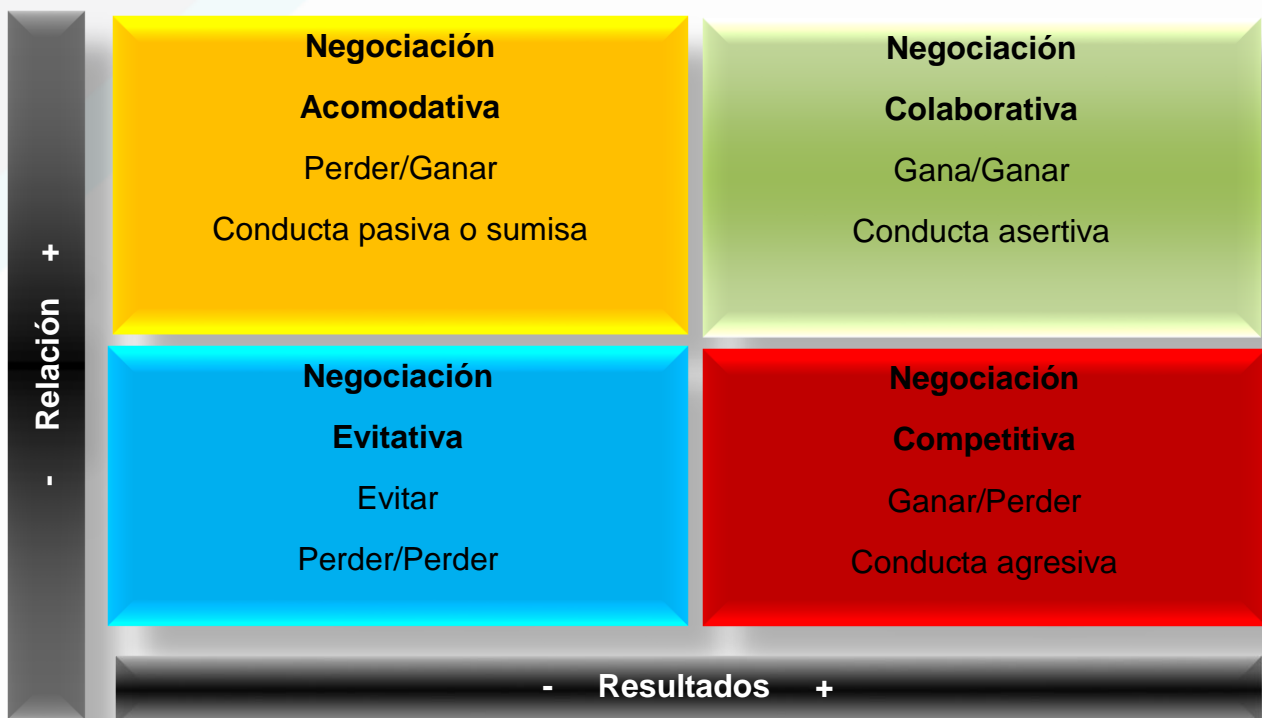 Negociación
Acomodativa
Perder/Ganar
Conducta pasiva o sumisa
Negociación
Colaborativa
Gana/Ganar
Conducta asertiva
- Relación +
Negociación
Evitativa
Evitar
Perder/Perder
Negociación
Competitiva
Ganar/Perder
Conducta agresiva
- Resultados +